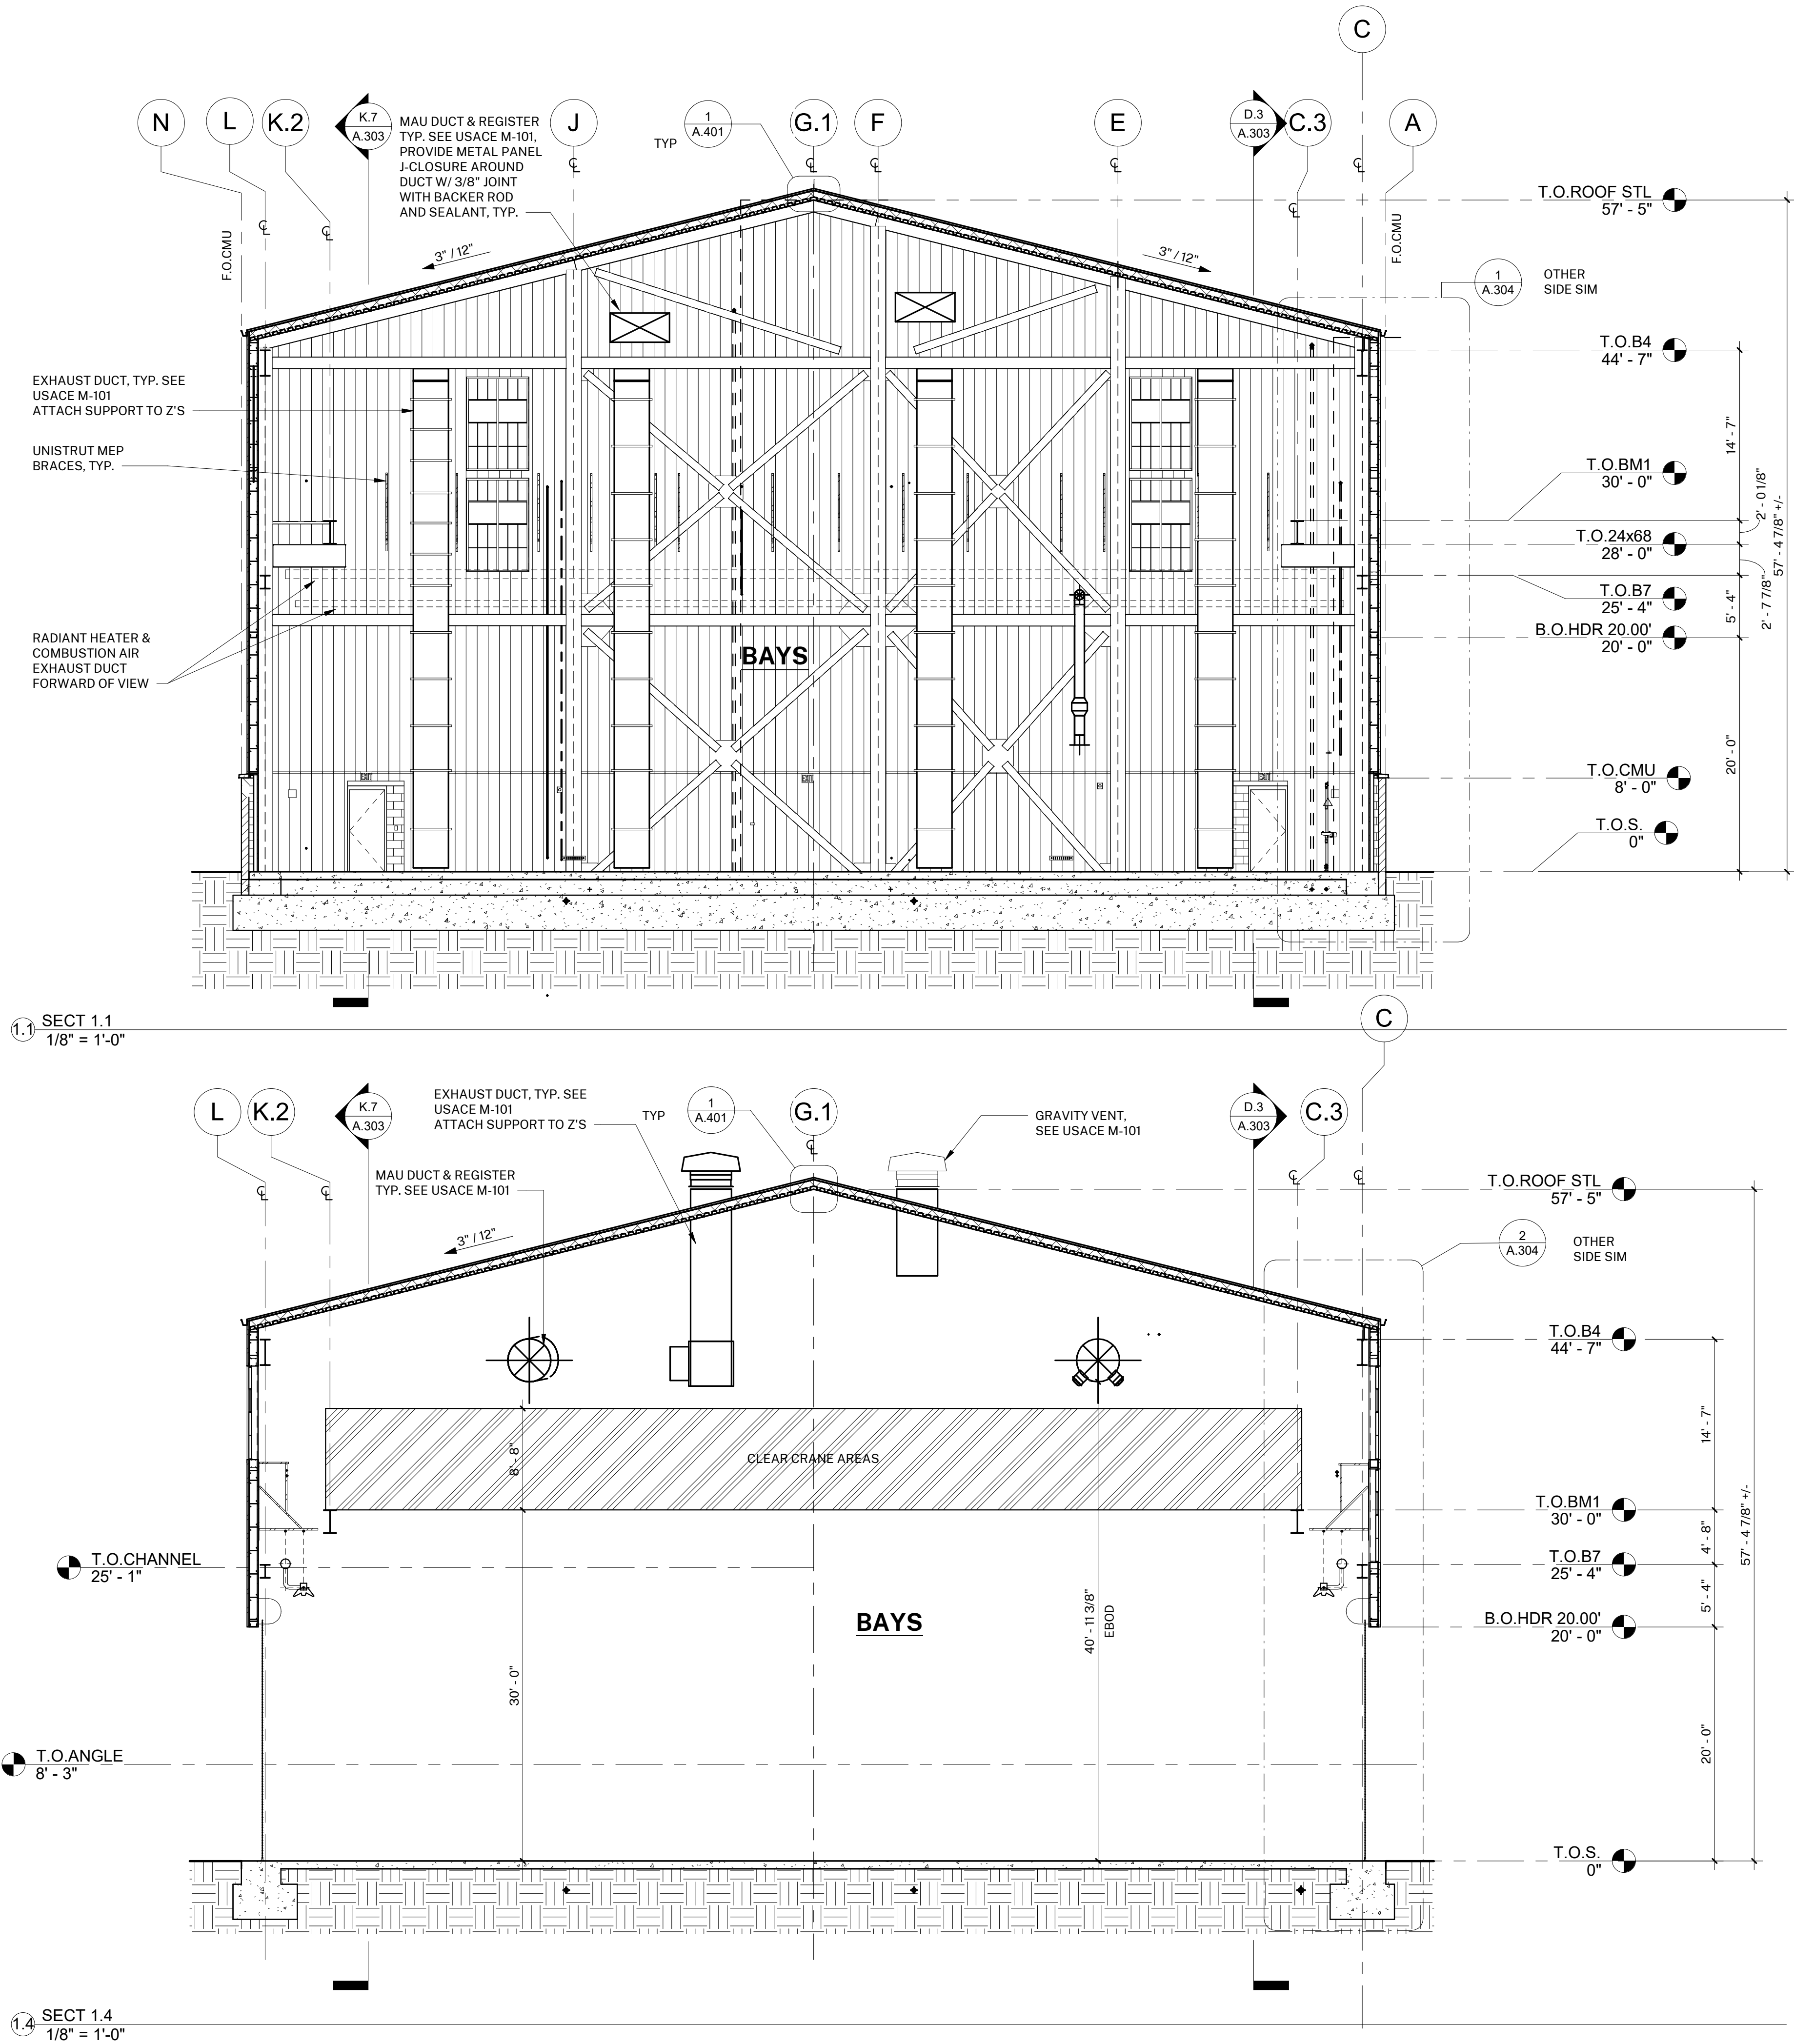 C
N
L
K.2
K.7
A.303
MAU DUCT & REGISTER
TYP. SEE USACE M-101,
PROVIDE METAL PANEL
J-CLOSURE AROUND
DUCT W/ 3/8" JOINT
WITH BACKER ROD
AND SEALANT, TYP.
J
TYP
1
A.401
G.1
F
E
D.3
A.303
C.3
A
F.O.CMU
F.O.CMU
3" / 12"
3" / 12"
T.O.ROOF STL
57' - 5"
1
A.304
OTHER
SIDE SIM
T.O.B4
44' - 7"
EXHAUST DUCT, TYP. SEE
USACE M-101
ATTACH SUPPORT TO Z'S
UNISTRUT MEP
BRACES, TYP.
14' - 7"
T.O.BM1
30' - 0"
2' - 0 1/8"
57' - 4 7/8" +/-
T.O.24x68
28' - 0"
T.O.B7
25' - 4"
5' - 4"
2' - 7 7/8"
B.O.HDR 20.00'
20' - 0"
RADIANT HEATER &
COMBUSTION AIR
EXHAUST DUCT
FORWARD OF VIEW
BAYS
EXIT
EXIT
EXIT
20' - 0"
T.O.CMU
8' - 0"
T.O.S.
0"
1.1
SECT 1.1
1/8" = 1'-0"
C
L
K.2
K.7
A.303
EXHAUST DUCT, TYP. SEE
USACE M-101
ATTACH SUPPORT TO Z'S
TYP
1
A.401
G.1
GRAVITY VENT,
SEE USACE M-101
D.3
A.303
C.3
MAU DUCT & REGISTER
TYP. SEE USACE M-101
3" / 12"
T.O.ROOF STL
57' - 5"
2
A.304
OTHER
SIDE SIM
T.O.B4
44' - 7"
14' - 7"
8' - 8"
CLEAR CRANE AREAS
T.O.BM1
30' - 0"
4' - 8"
57' - 4 7/8" +/-
T.O.CHANNEL
25' - 1"
T.O.B7
25' - 4"
5' - 4"
B.O.HDR 20.00'
20' - 0"
BAYS
40' - 11 3/8"
EBOD
30' - 0"
20' - 0"
T.O.ANGLE
8' - 3"
T.O.S.
0"
1.4
SECT 1.4
1/8" = 1'-0"